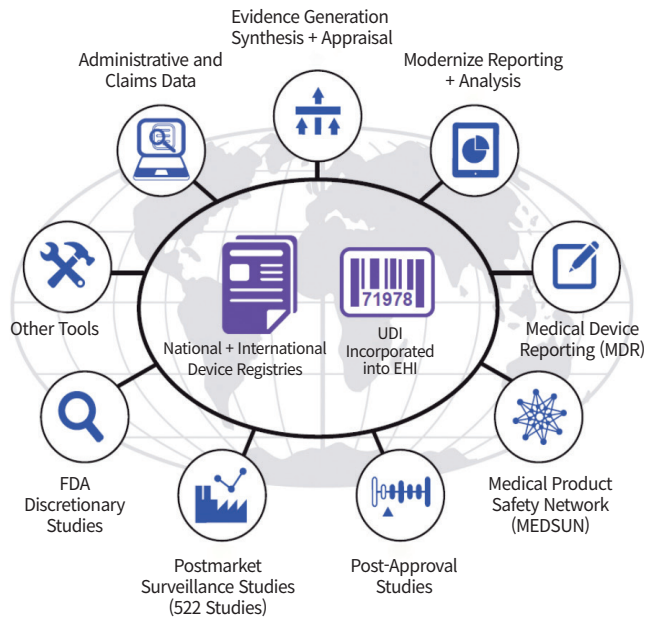 Evidence Generation
Synthesis + Appraisal
Administrative and
Claims Data
Modernize Reporting
+ Analysis
71978
National + International
Device Registries
UDI
Incorporated
into EHI
Other Tools
Medical Device
Reporting (MDR)
FDA
Discretionary
Studies
Medical Product
Safety Network
(MEDSUN)
Postmarket
Surveillance Studies
(522 Studies)
Post-Approval
Studies